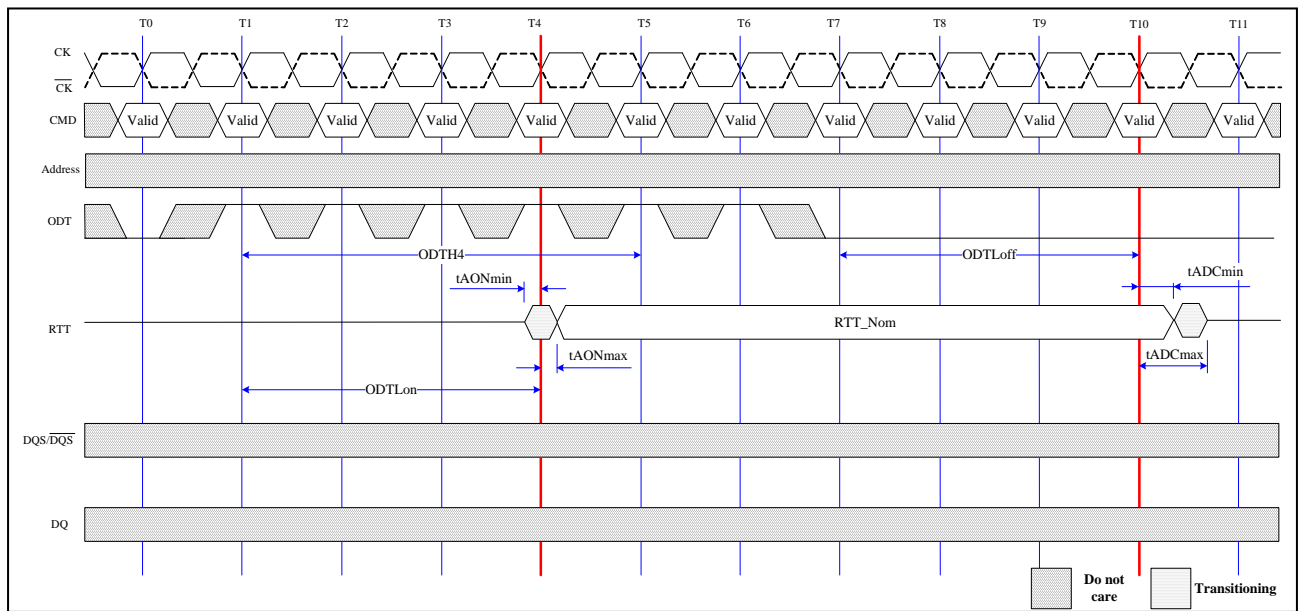 T0 T1 T2 T3 T4 T5 T6 T7 T8 T9 T10 T11
CK
C̅K̅
CMD Valid Valid Valid Valid Valid Valid Valid Valid Valid Valid Valid Valid
Address
ODT
ODTH4 ODTLoff
tAONmin tADCmin
RTT RTT_Nom
tAONmax tADCmax
ODTLon
DQS/D̅Q̅S̅
DQ
Do not care Transitioning